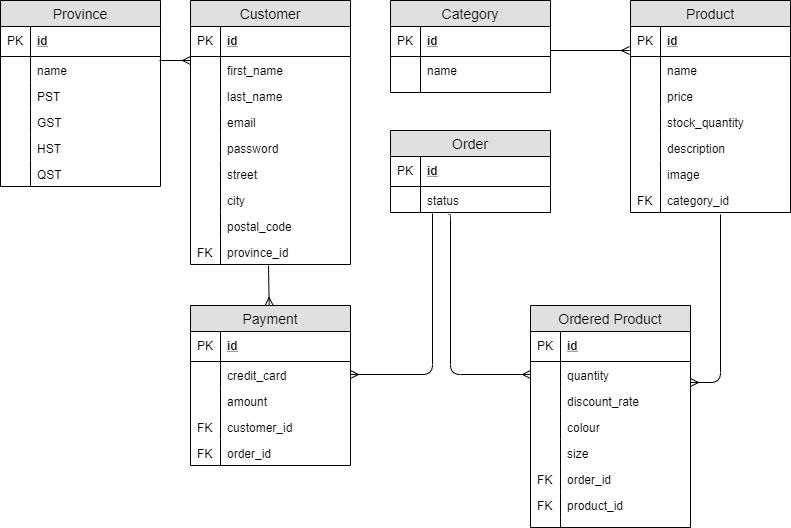 Province
PK id
name
PST
GST
HST
QST
Customer
PK id
first_name
last_name
email
password
street
city
postal_code
FK province_id
Category
PK id
name
Product
PK id
name
price
stock_quantity
description
image
FK category_id
Order
PK id
status
Payment
PK id
credit_card
amount
FK customer_id
FK order_id
Ordered Product
PK id
quantity
discount_rate
colour
size
FK order_id
FK product_id